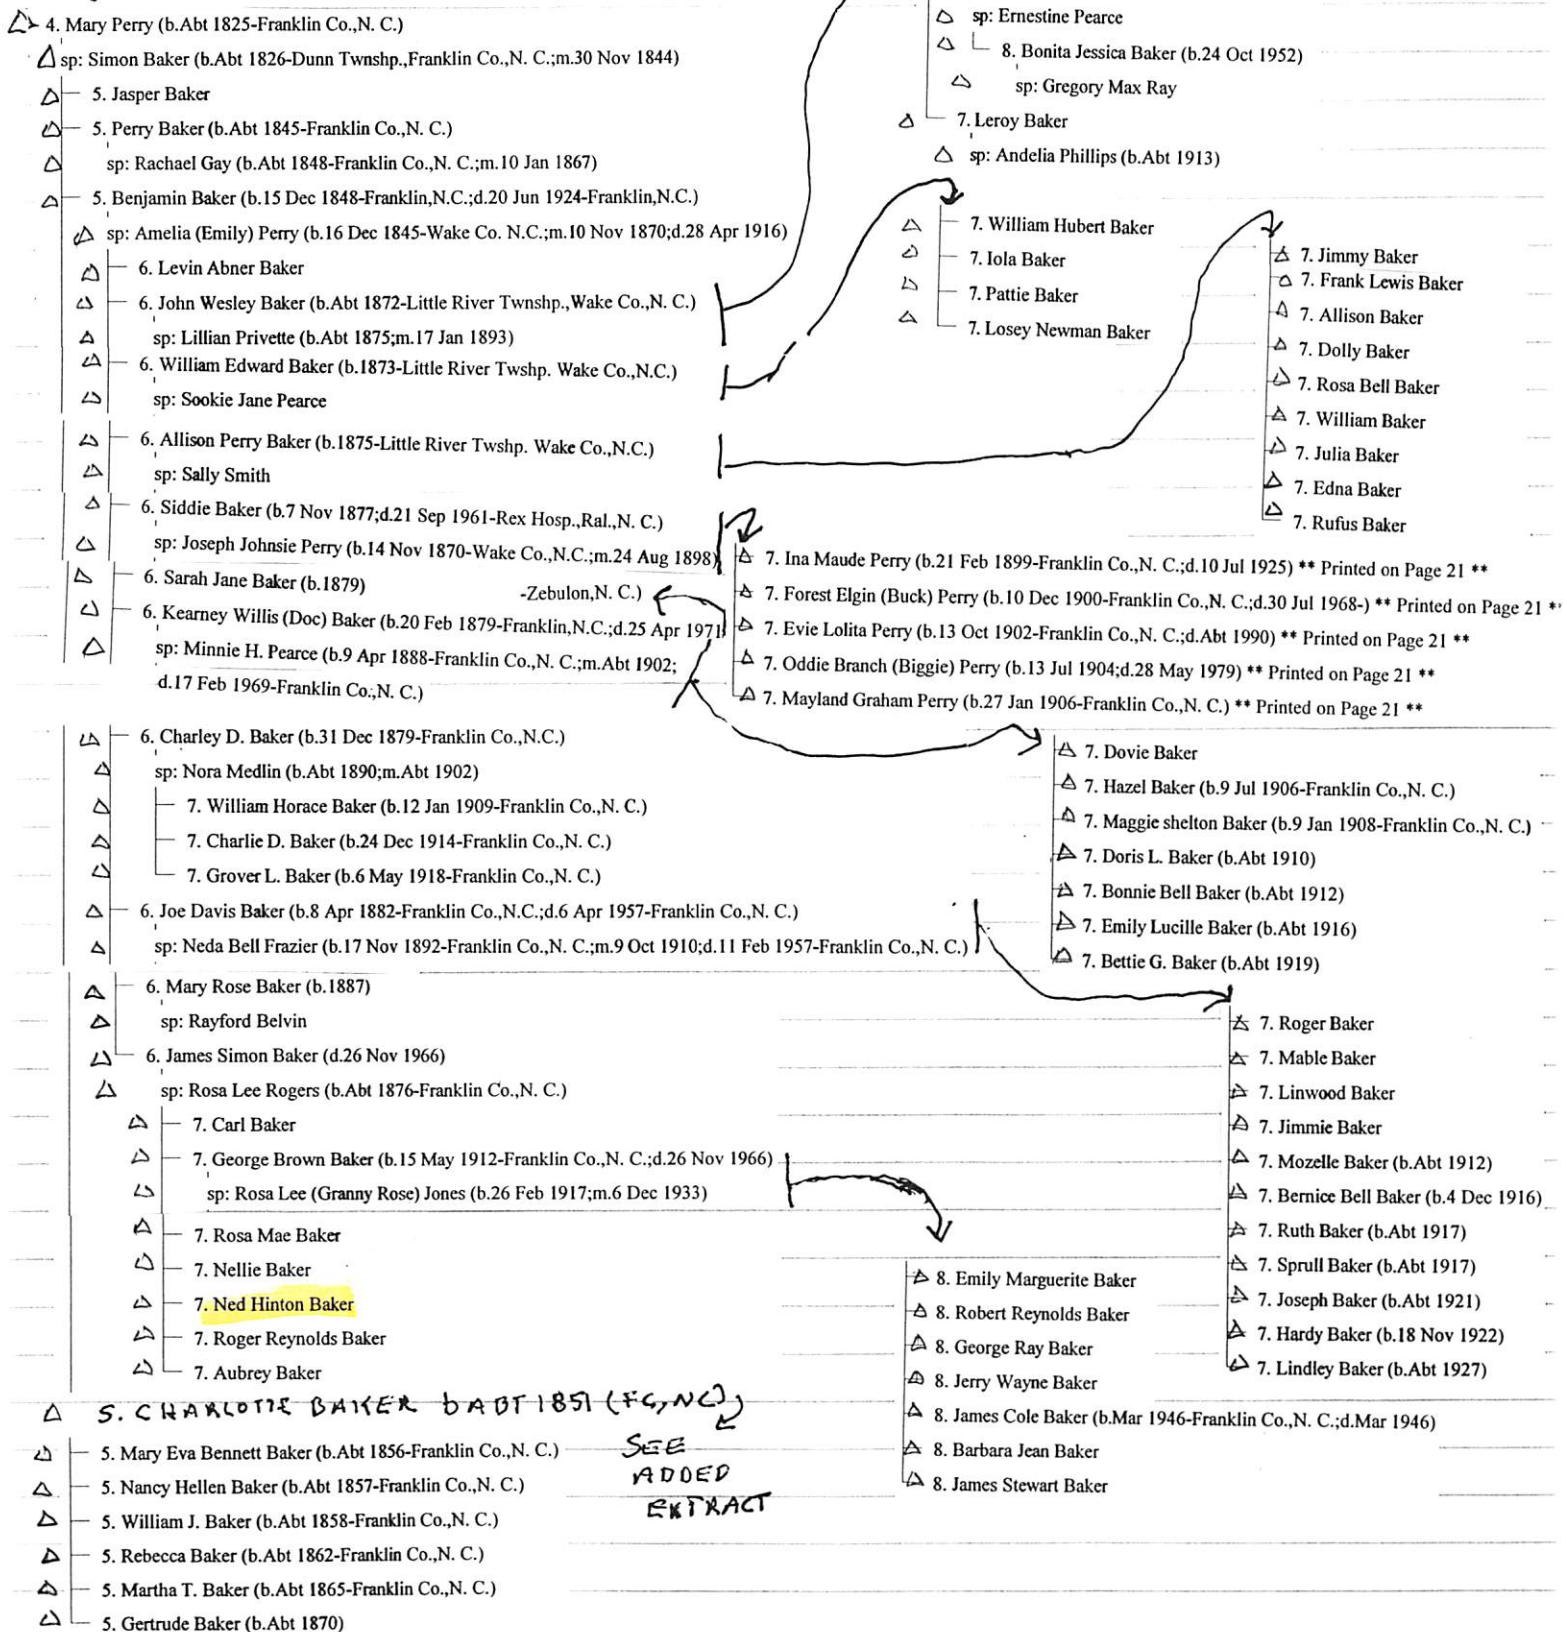 4. Mary Perry (b.Abt 1825-Franklin Co.,N. C.)
sp: Simon Baker (b.Abt 1826-Dunn Twnshp.,Franklin Co.,N. C.;m.30 Nov 1844)
5. Jasper Baker
5. Perry Baker (b.Abt 1845-Franklin Co.,N. C.)
sp: Rachael Gay (b.Abt 1848-Franklin Co.,N. C.;m.10 Jan 1867)
5. Benjamin Baker (b.15 Dec 1848-Franklin,N.C.;d.20 Jun 1924-Franklin,N.C.)
sp: Amelia (Emily) Perry (b.16 Dec 1845-Wake Co. N.C.;m.10 Nov 1870;d.28 Apr 1916)
6. Levin Abner Baker
6. John Wesley Baker (b.Abt 1872-Little River Twnshp.,Wake Co.,N. C.)
sp: Lillian Privette (b.Abt 1875;m.17 Jan 1893)
6. William Edward Baker (b.1873-Little River Twshp. Wake Co.,N.C.)
sp: Sookie Jane Pearce
6. Allison Perry Baker (b.1875-Little River Twshp. Wake Co.,N.C.)
sp: Sally Smith
6. Siddie Baker (b.7 Nov 1877;d.21 Sep 1961-Rex Hosp.,Ral.,N. C.)
sp: Joseph Johnsie Perry (b.14 Nov 1870-Wake Co.,N.C.;m.24 Aug 1898)
6. Sarah Jane Baker (b.1879)
-Zebulon,N. C.)
6. Kearney Willis (Doc) Baker (b.20 Feb 1879-Franklin,N.C.;d.25 Apr 1971
sp: Minnie H. Pearce (b.9 Apr 1888-Franklin Co.,N. C.;m.Abt 1902;
d.17 Feb 1969-Franklin Co.,N. C.)
6. Charley D. Baker (b.31 Dec 1879-Franklin Co.,N.C.)
sp: Nora Medlin (b.Abt 1890;m.Abt 1902)
7. William Horace Baker (b.12 Jan 1909-Franklin Co.,N. C.)
7. Charlie D. Baker (b.24 Dec 1914-Franklin Co.,N. C.)
7. Grover L. Baker (b.6 May 1918-Franklin Co.,N. C.)
6. Joe Davis Baker (b.8 Apr 1882-Franklin Co.,N.C.;d.6 Apr 1957-Franklin Co.,N. C.)
sp: Neda Bell Frazier (b.17 Nov 1892-Franklin Co.,N. C.;m.9 Oct 1910;d.11 Feb 1957-Franklin Co.,N. C.)
6. Mary Rose Baker (b.1887)
sp: Rayford Belvin
6. James Simon Baker (d.26 Nov 1966)
sp: Rosa Lee Rogers (b.Abt 1876-Franklin Co.,N. C.)
7. Carl Baker
7. George Brown Baker (b.15 May 1912-Franklin Co.,N. C.;d.26 Nov 1966)
sp: Rosa Lee (Granny Rose) Jones (b.26 Feb 1917;m.6 Dec 1933)
7. Rosa Mae Baker
7. Nellie Baker
7. Ned Hinton Baker
7. Roger Reynolds Baker
7. Aubrey Baker
5. CHARLOTTE BAKER b ABT 1851 (FC, NC)
SEE
ADDED
EXTRACT
5. Mary Eva Bennett Baker (b.Abt 1856-Franklin Co.,N. C.)
5. Nancy Hellen Baker (b.Abt 1857-Franklin Co.,N. C.)
5. William J. Baker (b.Abt 1858-Franklin Co.,N. C.)
5. Rebecca Baker (b.Abt 1862-Franklin Co.,N. C.)
5. Martha T. Baker (b.Abt 1865-Franklin Co.,N. C.)
5. Gertrude Baker (b.Abt 1870)
sp: Ernestine Pearce
8. Bonita Jessica Baker (b.24 Oct 1952)
sp: Gregory Max Ray
7. Leroy Baker
sp: Andelia Phillips (b.Abt 1913)
7. William Hubert Baker
7. Iola Baker
7. Pattie Baker
7. Losey Newman Baker
7. Jimmy Baker
7. Frank Lewis Baker
7. Allison Baker
7. Dolly Baker
7. Rosa Bell Baker
7. William Baker
7. Julia Baker
7. Edna Baker
7. Rufus Baker
7. Ina Maude Perry (b.21 Feb 1899-Franklin Co.,N. C.;d.10 Jul 1925) ** Printed on Page 21 **
7. Forest Elgin (Buck) Perry (b.10 Dec 1900-Franklin Co.,N. C.;d.30 Jul 1968-) ** Printed on Page 21 **
7. Evie Lolita Perry (b.13 Oct 1902-Franklin Co.,N. C.;d.Abt 1990) ** Printed on Page 21 **
7. Oddie Branch (Biggie) Perry (b.13 Jul 1904;d.28 May 1979) ** Printed on Page 21 **
7. Mayland Graham Perry (b.27 Jan 1906-Franklin Co.,N. C.) ** Printed on Page 21 **
7. Dovie Baker
7. Hazel Baker (b.9 Jul 1906-Franklin Co.,N. C.)
7. Maggie shelton Baker (b.9 Jan 1908-Franklin Co.,N. C.)
7. Doris L. Baker (b.Abt 1910)
7. Bonnie Bell Baker (b.Abt 1912)
7. Emily Lucille Baker (b.Abt 1916)
7. Bettie G. Baker (b.Abt 1919)
7. Roger Baker
7. Mable Baker
7. Linwood Baker
7. Jimmie Baker
7. Mozelle Baker (b.Abt 1912)
7. Bernice Bell Baker (b.4 Dec 1916)
7. Ruth Baker (b.Abt 1917)
7. Sprull Baker (b.Abt 1917)
7. Joseph Baker (b.Abt 1921)
7. Hardy Baker (b.18 Nov 1922)
7. Lindley Baker (b.Abt 1927)
8. Emily Marguerite Baker
8. Robert Reynolds Baker
8. George Ray Baker
8. Jerry Wayne Baker
8. James Cole Baker (b.Mar 1946-Franklin Co.,N. C.;d.Mar 1946)
8. Barbara Jean Baker
8. James Stewart Baker